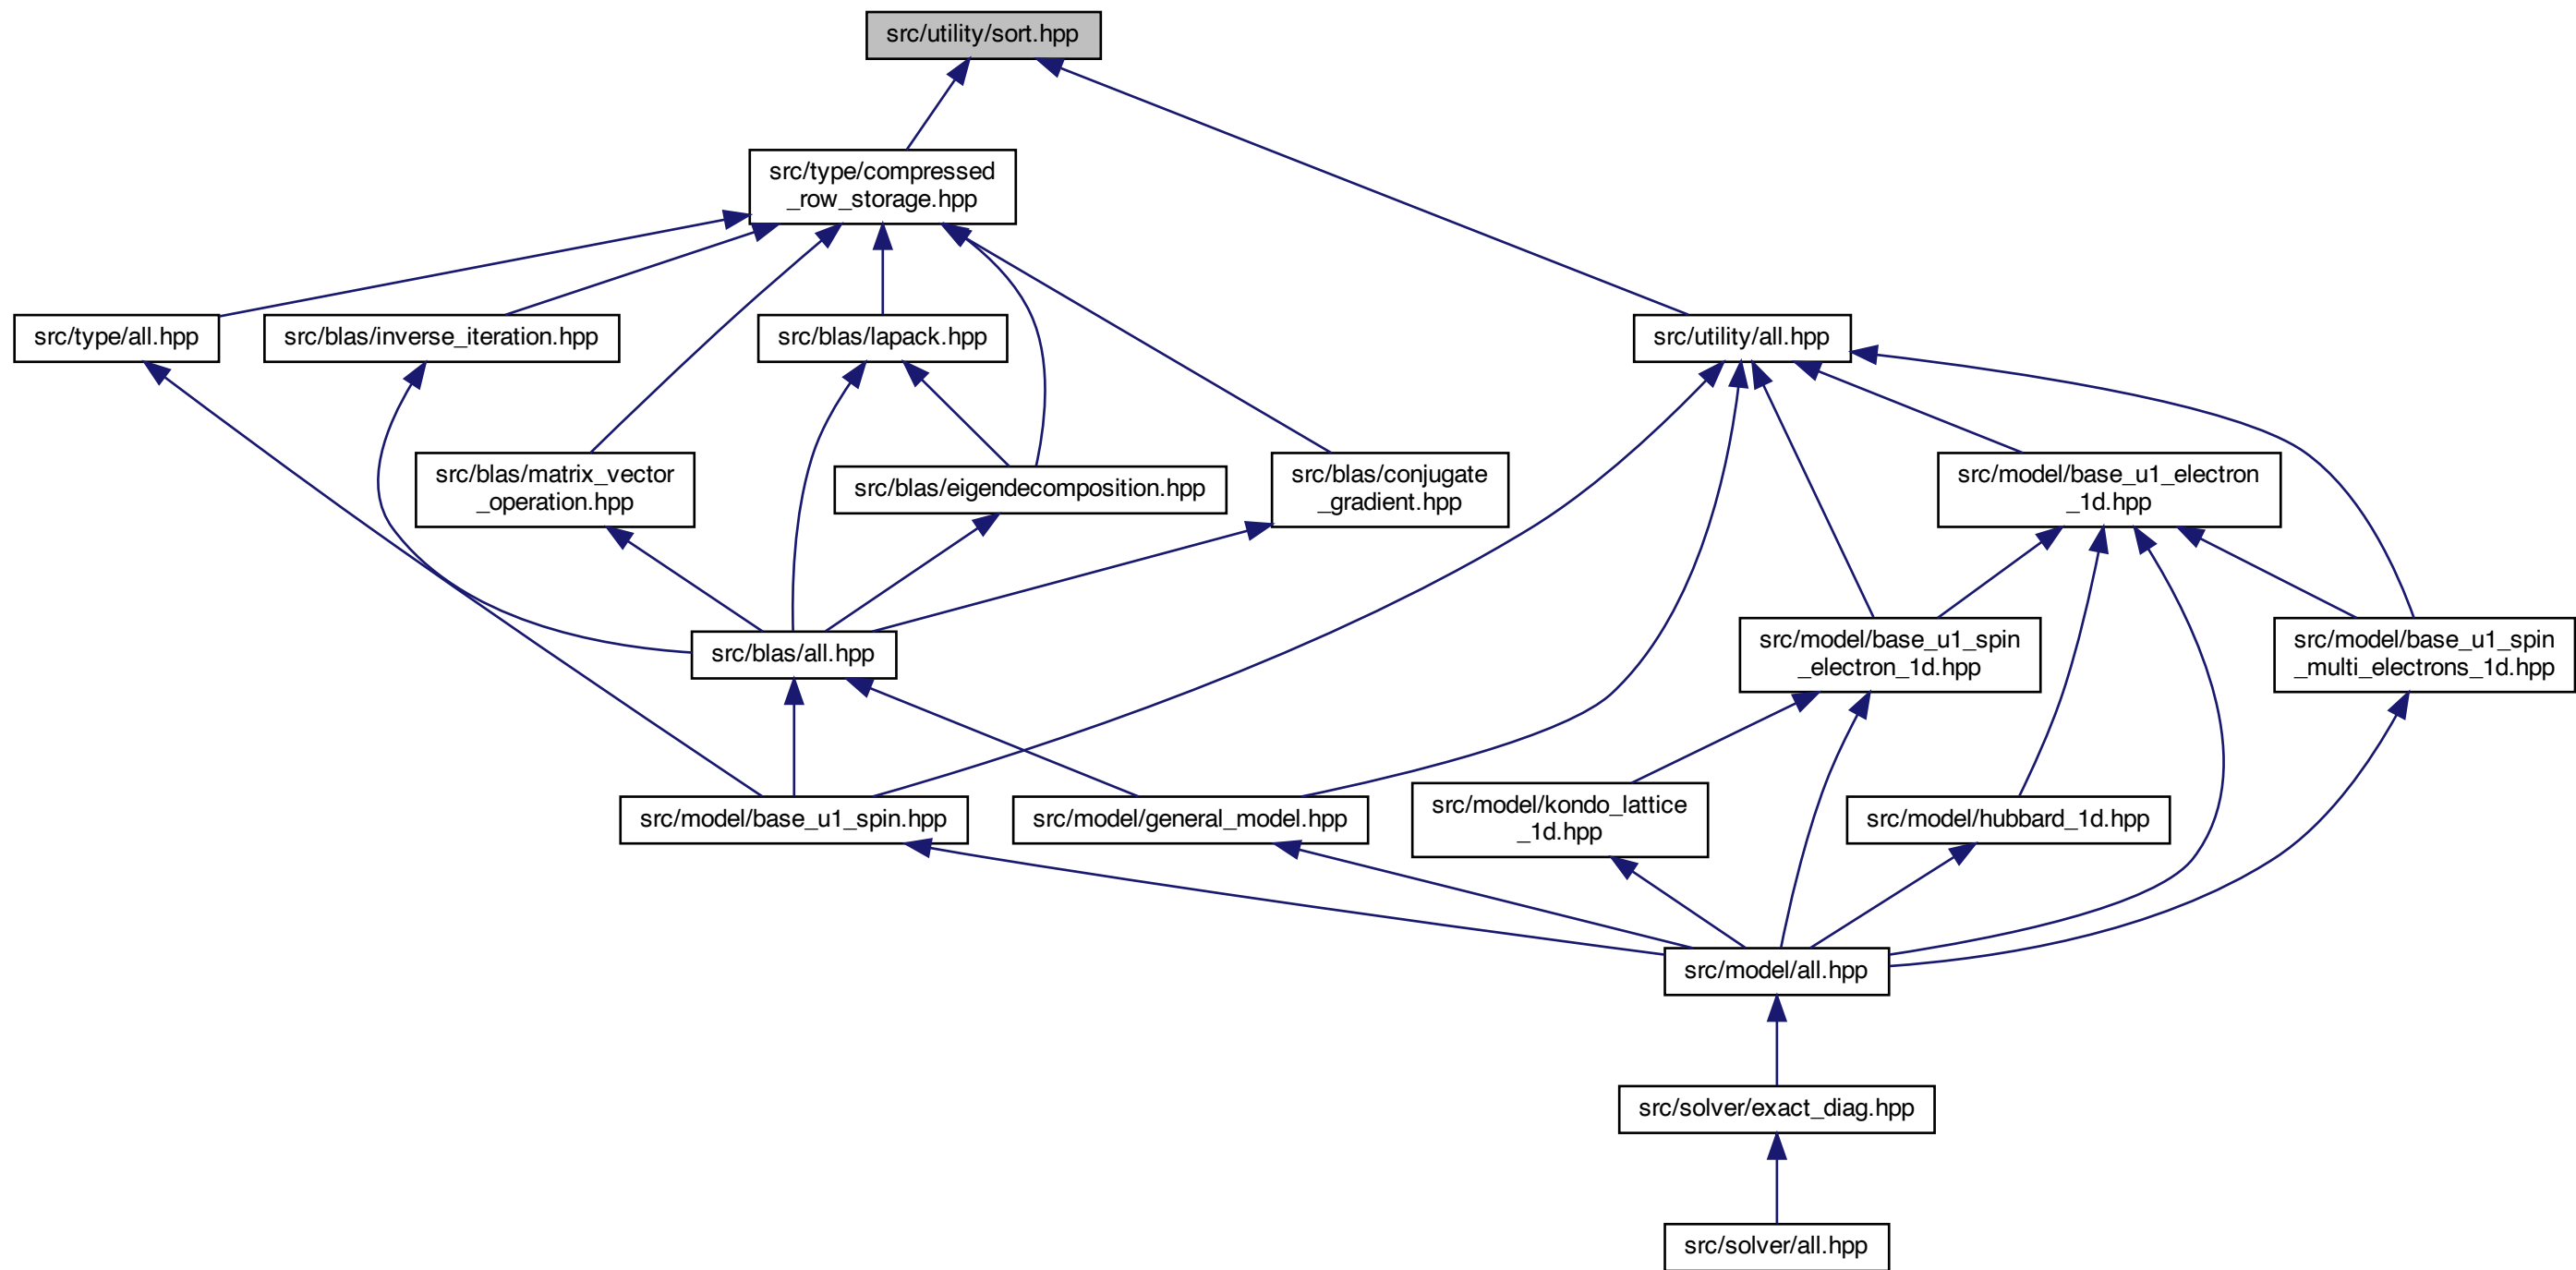 src/utility/sort.hpp
src/type/compressed
_row_storage.hpp
src/type/all.hpp
src/blas/inverse_iteration.hpp
src/blas/lapack.hpp
src/utility/all.hpp
src/blas/matrix_vector
_operation.hpp
src/blas/eigendecomposition.hpp
src/blas/conjugate
_gradient.hpp
src/model/base_u1_electron
_1d.hpp
src/blas/all.hpp
src/model/base_u1_spin
_electron_1d.hpp
src/model/base_u1_spin
_multi_electrons_1d.hpp
src/model/base_u1_spin.hpp
src/model/general_model.hpp
src/model/kondo_lattice
_1d.hpp
src/model/hubbard_1d.hpp
src/model/all.hpp
src/solver/exact_diag.hpp
src/solver/all.hpp